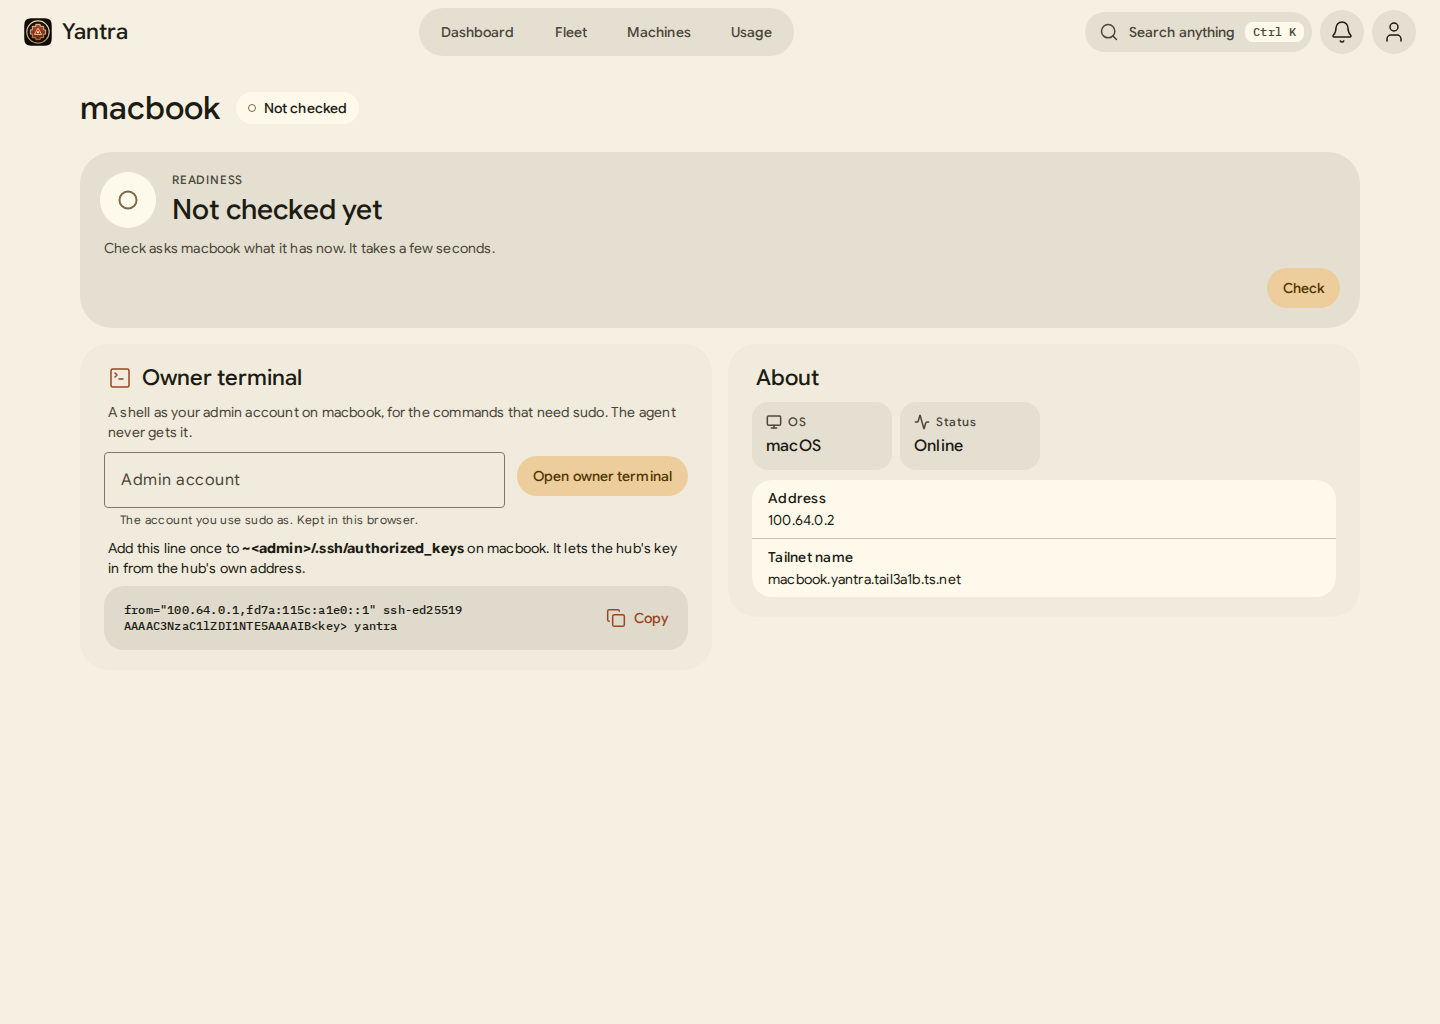 Yantra
Dashboard
Fleet
Machines
Usage
Search anything
Ctrl K
macbook
Not checked
READINESS
Not checked yet
Check asks macbook what it has now. It takes a few seconds.
Check
Owner terminal
A shell as your admin account on macbook, for the commands that need sudo. The agent
never gets it.
Admin account
Open owner terminal
The account you use sudo as. Kept in this browser.
Add this line once to ~<admin>/.ssh/authorized_keys on macbook. It lets the hub's key
in from the hub's own address.
from="100.64.0.1,fd7a:115c:a1e0::1" ssh-ed25519
AAAAC3NzaC1lZDI1NTE5AAAAIB<key> yantra
Copy
About
OS
macOS
Status
Online
Address
100.64.0.2
Tailnet name
macbook.yantra.tail3a1b.ts.net